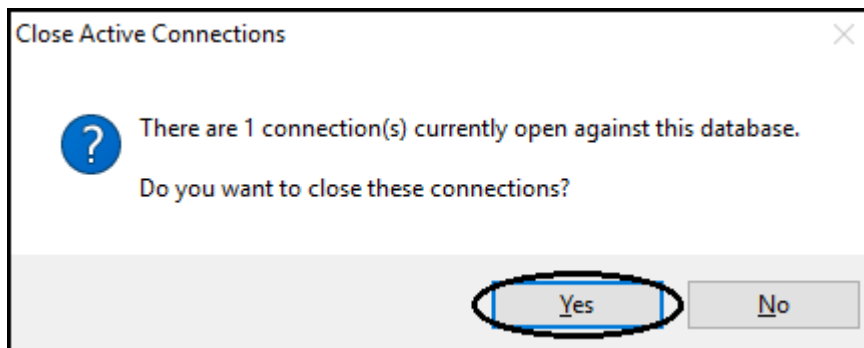 Close Active Connections
There are 1 connection(s) currently open against this database.
Do you want to close these connections?
Yes
No